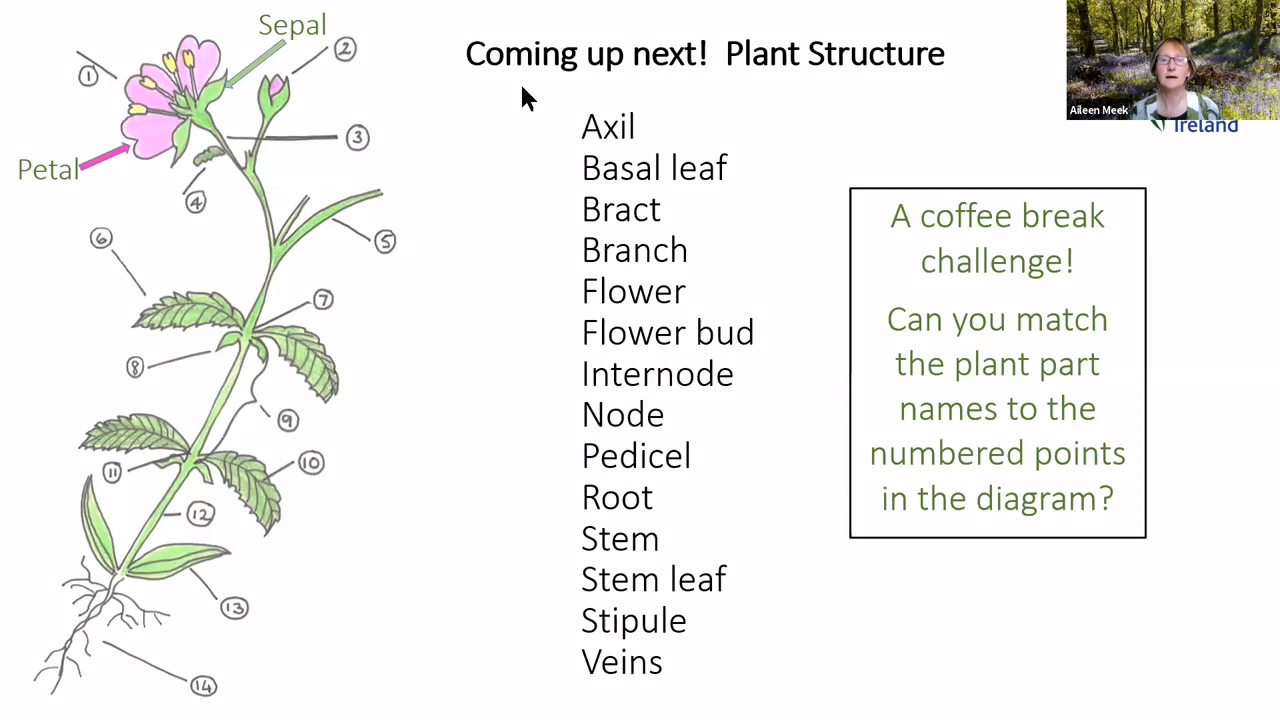 Sepal
Petal
1
2
3
4
5
6
7
8
9
10
11
12
13
14
Coming up next!  Plant Structure
Axil
Basal leaf
Bract
Branch
Flower
Flower bud
Internode
Node
Pedicel
Root
Stem
Stem leaf
Stipule
Veins
A coffee break
challenge!
Can you match
the plant part
names to the
numbered points
in the diagram?
Aileen Meek
Ireland